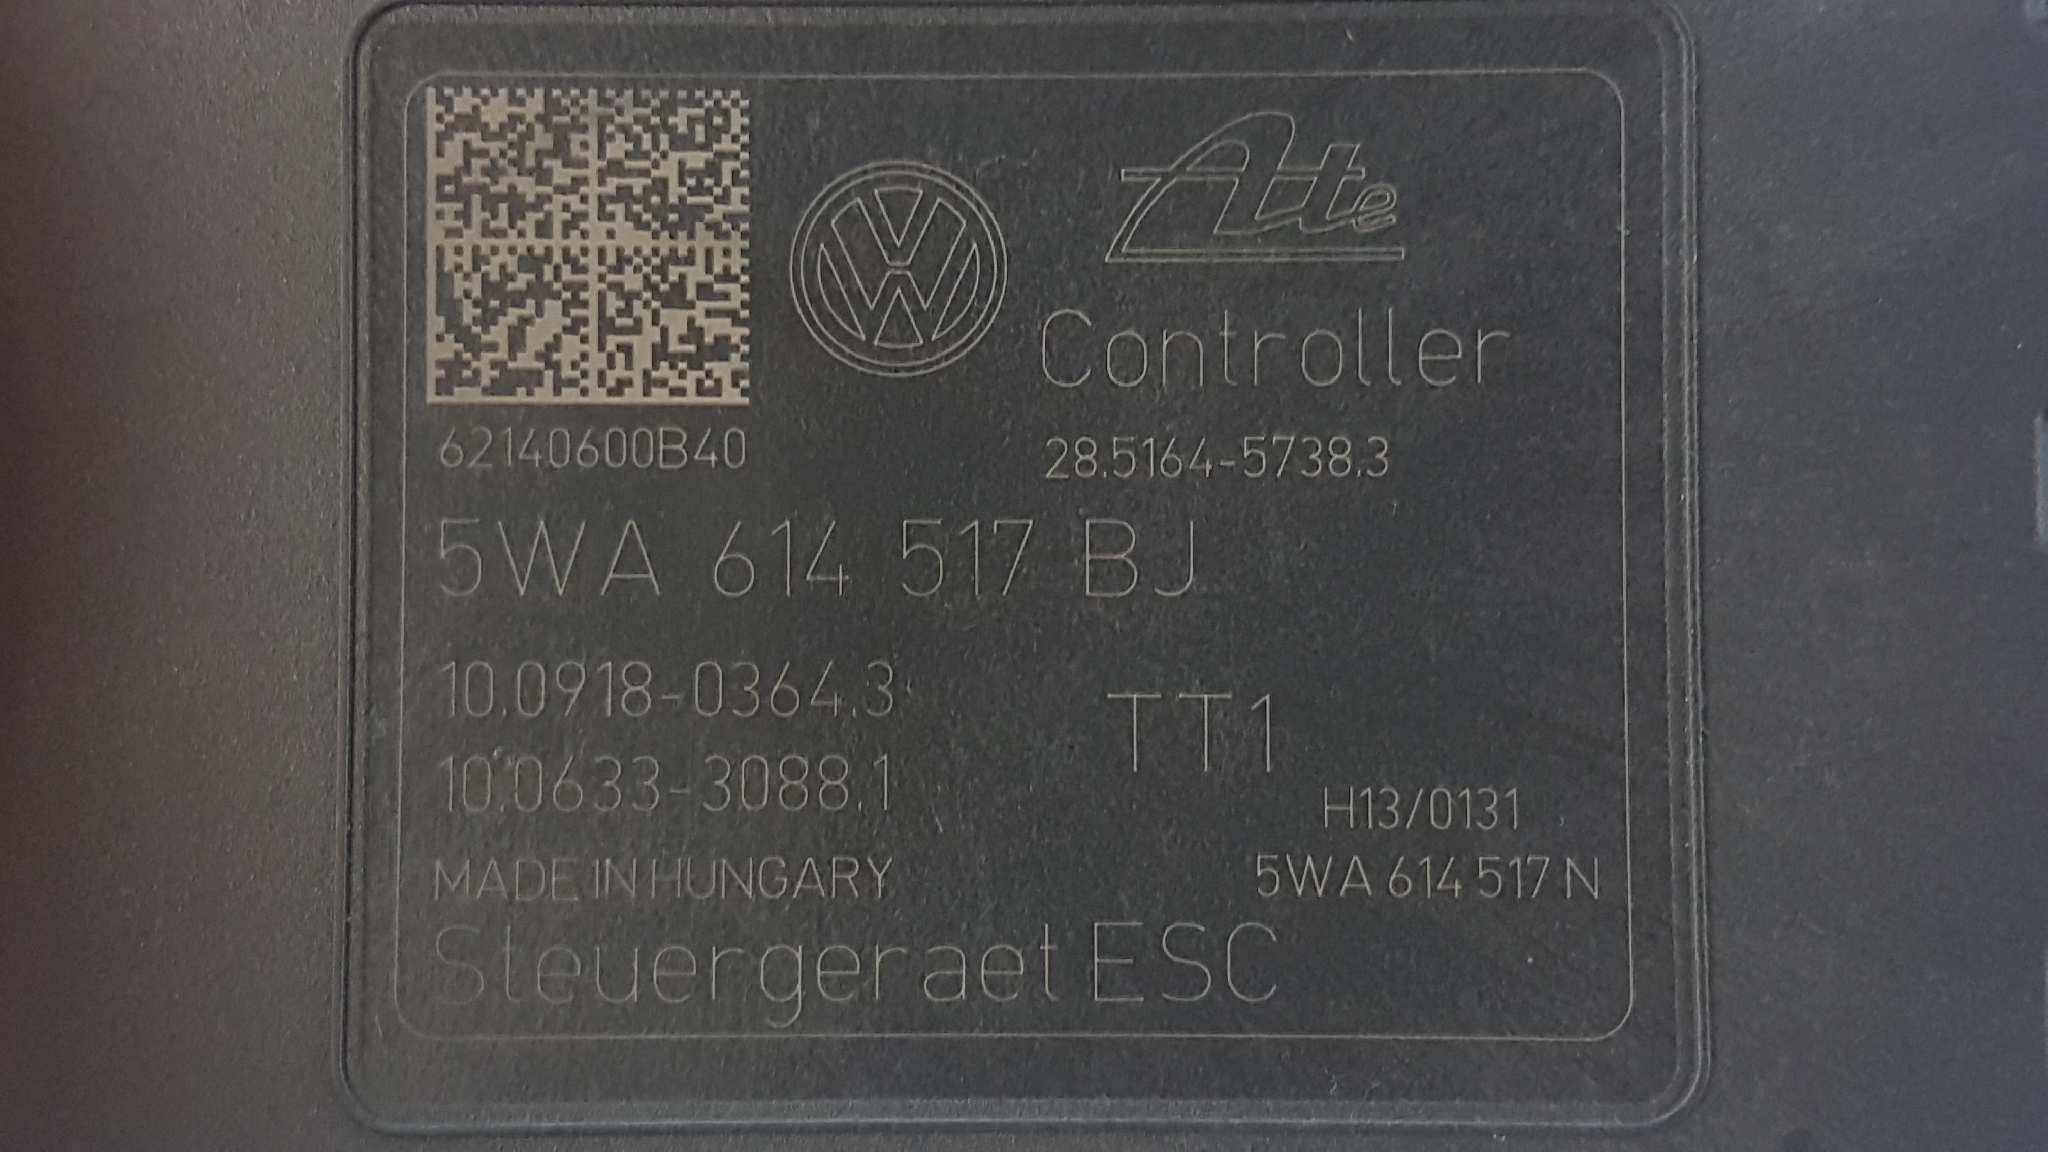 Ate
Controller
62140600B40
28.5164-5738.3
5WA 614 517 BJ
10.0918-0364.3
TT1
10.0633-3088.1
H13/0131
MADE IN HUNGARY
5WA 614 517 N
Steuergeraet ESC